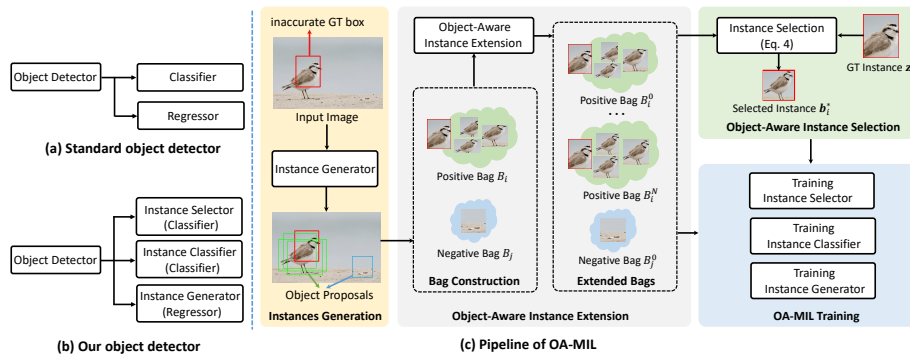 Object Detector
Classifier
Regressor
(a) Standard object detector
Object Detector
Instance Selector
(Classifier)
Instance Classifier
(Classifier)
Instance Generator
(Regressor)
(b) Our object detector
inaccurate GT box
Input Image
Instance Generator
Object Proposals
Instances Generation
Object-Aware
Instance Extension
Positive Bag B_i
Negative Bag B_j
Bag Construction
Positive Bag B_i^0
...
Positive Bag B_i^N
Negative Bag B_j^0
Extended Bags
Object-Aware Instance Extension
Instance Selection
(Eq. 4)
GT Instance z
Selected Instance b_i^*
Object-Aware Instance Selection
Training
Instance Selector
Training
Instance Classifier
Training
Instance Generator
OA-MIL Training
(c) Pipeline of OA-MIL